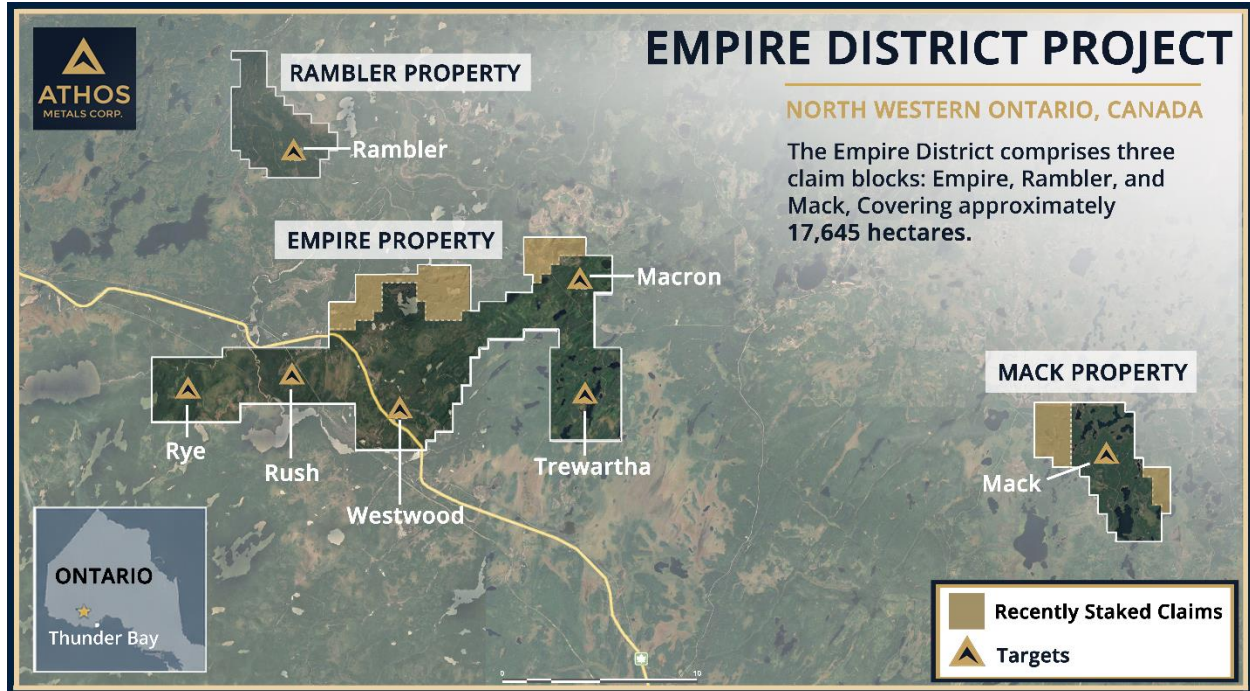 ATHOS
METALS CORP.
EMPIRE DISTRICT PROJECT
NORTH WESTERN ONTARIO, CANADA
The Empire District comprises three
claim blocks: Empire, Rambler, and
Mack, Covering approximately
17,645 hectares.
RAMBLER PROPERTY
Rambler
EMPIRE PROPERTY
Macron
MACK PROPERTY
Rye
Rush
Westwood
Trewartha
Mack
ONTARIO
Thunder Bay
0
10
Recently Staked Claims
Targets